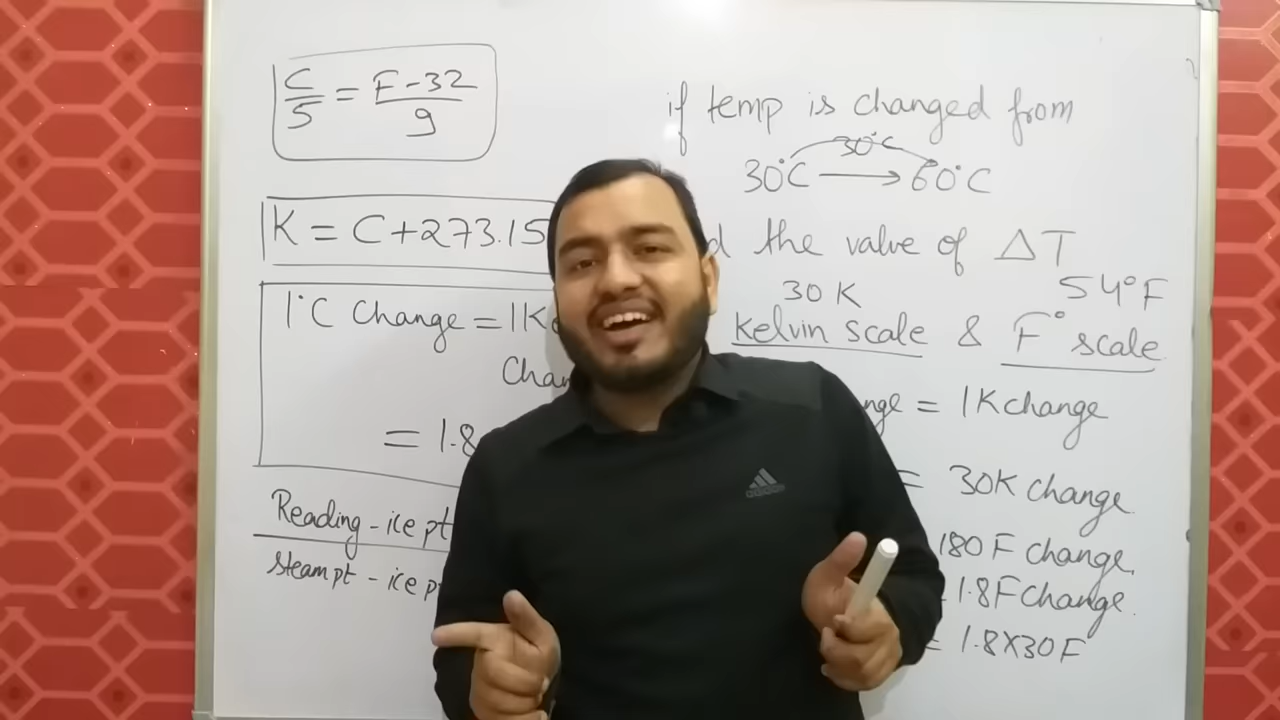 C/5 = F-32/9
K = C+273.15
1°C Change = 1K
Chan
= 1.8
Reading - ice pt
steam pt - ice p
if temp is changed from
30°C
30°C → 60°C
d the value of ΔT
30 K 54°F
Kelvin scale & F° scale
nge = 1K change
= 30K change.
180 F change.
= 1.8F change.
= 1.8X30F
adidas